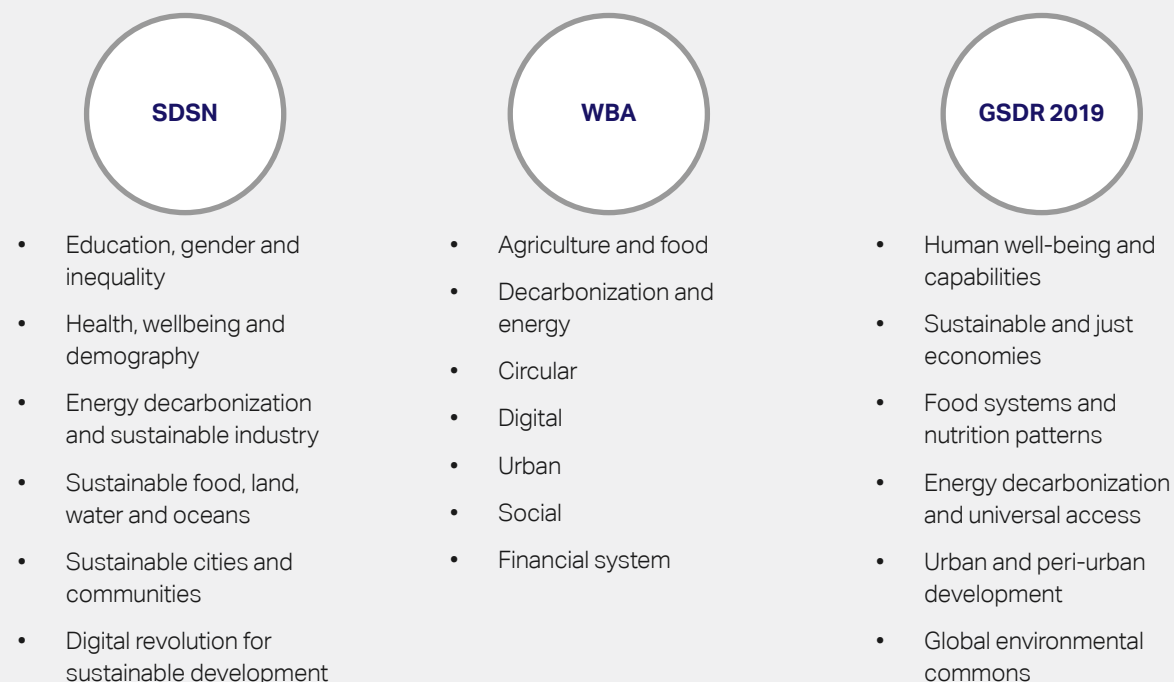 SDSN
• Education, gender and
inequality
• Health, wellbeing and
demography
• Energy decarbonization
and sustainable industry
• Sustainable food, land,
water and oceans
• Sustainable cities and
communities
• Digital revolution for
sustainable development
WBA
• Agriculture and food
• Decarbonization and
energy
• Circular
• Digital
• Urban
• Social
• Financial system
GSDR 2019
• Human well-being and
capabilities
• Sustainable and just
economies
• Food systems and
nutrition patterns
• Energy decarbonization
and universal access
• Urban and peri-urban
development
• Global environmental
commons